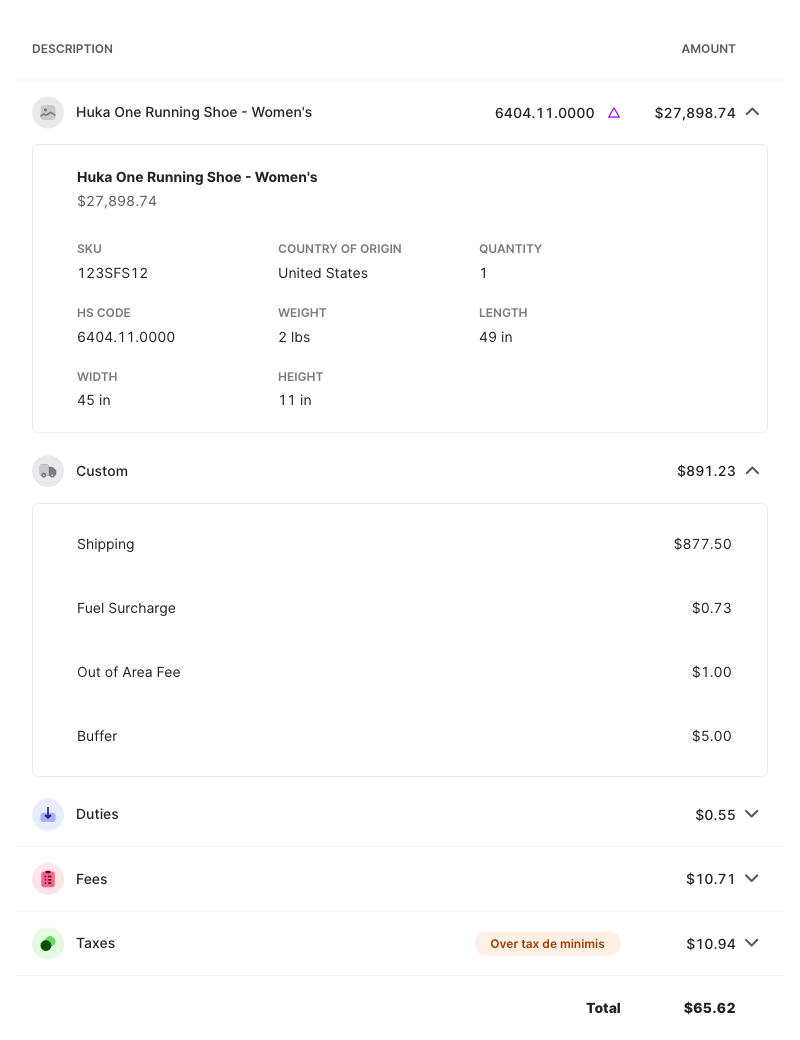 DESCRIPTION AMOUNT
Huka One Running Shoe - Women's 6404.11.0000 $27,898.74
Huka One Running Shoe - Women's
$27,898.74
SKU COUNTRY OF ORIGIN QUANTITY
123SFS12 United States 1
HS CODE WEIGHT LENGTH
6404.11.0000 2 lbs 49 in
WIDTH HEIGHT
45 in 11 in
Custom $891.23
Shipping $877.50
Fuel Surcharge $0.73
Out of Area Fee $1.00
Buffer $5.00
Duties $0.55
Fees $10.71
Taxes Over tax de minimis $10.94
Total $65.62